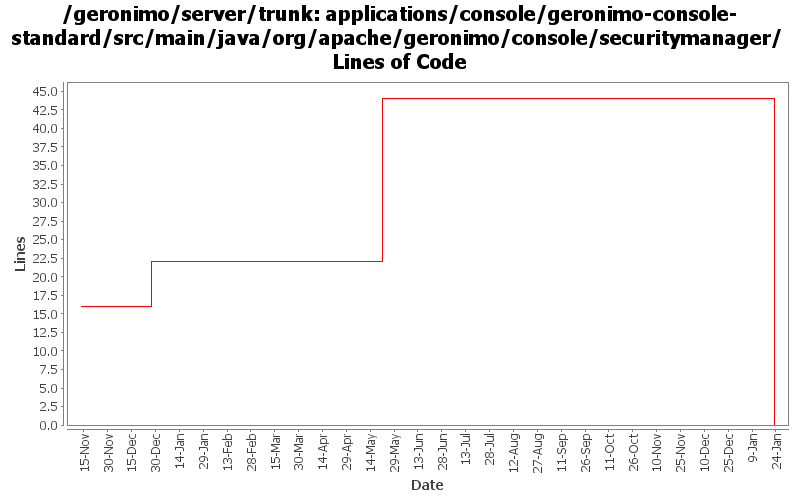 /geronimo/server/trunk: applications/console/geronimo-console-
standard/src/main/java/org/apache/geronimo/console/securitymanager/
Lines of Code
45.0
42.5
40.0
37.5
35.0
32.5
30.0
27.5
25.0
22.5
20.0
17.5
15.0
12.5
10.0
7.5
5.0
2.5
0.0
Lines
15-Nov
30-Nov
15-Dec
30-Dec
14-Jan
29-Jan
13-Feb
28-Feb
15-Mar
30-Mar
14-Apr
29-Apr
14-May
29-May
13-Jun
28-Jun
13-Jul
28-Jul
12-Aug
27-Aug
11-Sep
26-Sep
11-Oct
26-Oct
10-Nov
25-Nov
10-Dec
25-Dec
9-Jan
24-Jan
Date